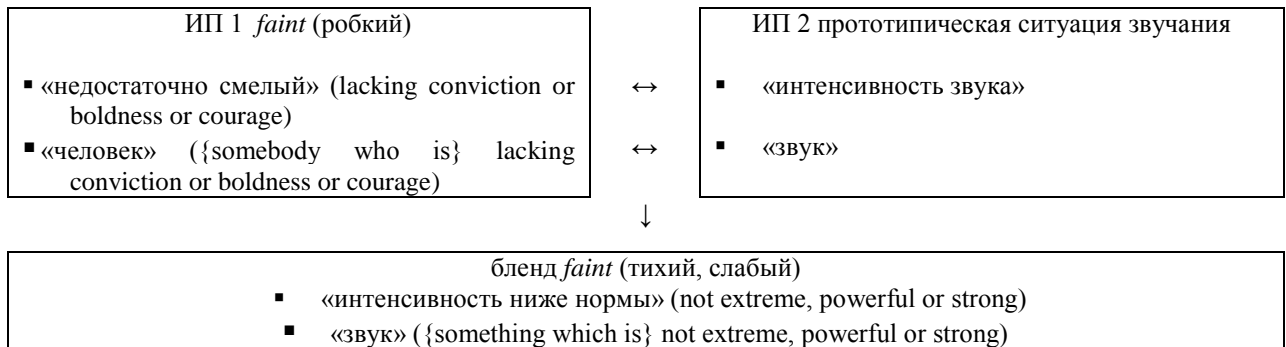 ИП 1 faint (робкий)
▪ «недостаточно смелый» (lacking conviction or
boldness or courage)
▪ «человек» ({somebody who is} lacking
conviction or boldness or courage)
↔
↔
ИП 2 прототипическая ситуация звучания
▪ «интенсивность звука»
▪ «звук»
↓
бленд faint (тихий, слабый)
▪ «интенсивность ниже нормы» (not extreme, powerful or strong)
▪ «звук» ({something which is} not extreme, powerful or strong)